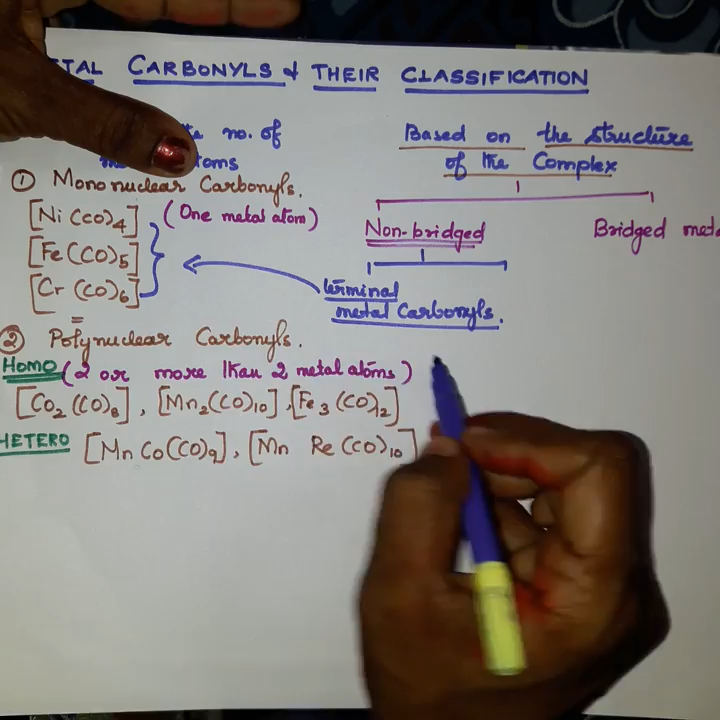 CARBONYLS & THEIR CLASSIFICATION
no. of
① Mononuclear Carbonyls.
[Ni(CO)4] (One metal atom)
[Fe(CO)5]
[Cr(CO)6]
② Polynuclear Carbonyls.
HOMO (2 or more than 2 metal atoms)
[Co2(CO)8], [Mn2(CO)10], [Fe3(CO)12]
HETERO [MnCo(CO)9], [Mn Re(CO)10]
Based on the structure
of the Complex
Non-bridged Bridged
terminal
metal Carbonyls.